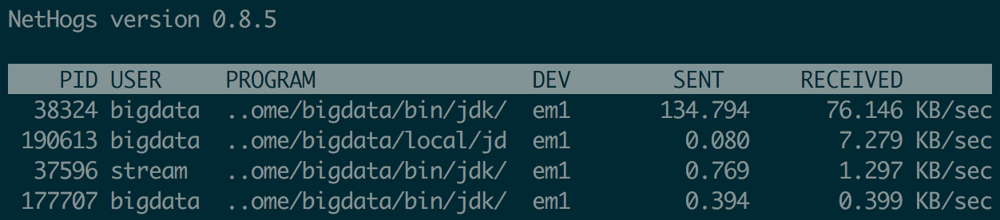 NetHogs version 0.8.5
PID USER PROGRAM DEV SENT RECEIVED
38324 bigdata ..ome/bigdata/bin/jdk/ em1 134.794 76.146 KB/sec
190613 bigdata ..ome/bigdata/local/jd em1 0.080 7.279 KB/sec
37596 stream ..ome/bigdata/bin/jdk/ em1 0.769 1.297 KB/sec
177707 bigdata ..ome/bigdata/bin/jdk/ em1 0.394 0.399 KB/sec